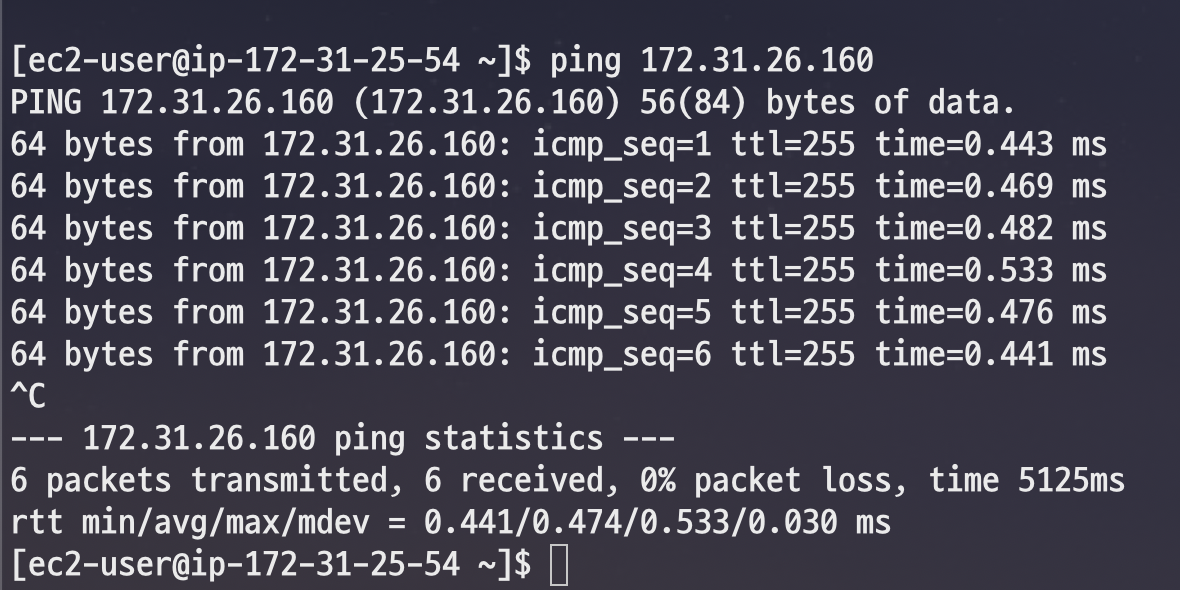 [ec2-user@ip-172-31-25-54 ~]$ ping 172.31.26.160
PING 172.31.26.160 (172.31.26.160) 56(84) bytes of data.
64 bytes from 172.31.26.160: icmp_seq=1 ttl=255 time=0.443 ms
64 bytes from 172.31.26.160: icmp_seq=2 ttl=255 time=0.469 ms
64 bytes from 172.31.26.160: icmp_seq=3 ttl=255 time=0.482 ms
64 bytes from 172.31.26.160: icmp_seq=4 ttl=255 time=0.533 ms
64 bytes from 172.31.26.160: icmp_seq=5 ttl=255 time=0.476 ms
64 bytes from 172.31.26.160: icmp_seq=6 ttl=255 time=0.441 ms
^C
--- 172.31.26.160 ping statistics ---
6 packets transmitted, 6 received, 0% packet loss, time 5125ms
rtt min/avg/max/mdev = 0.441/0.474/0.533/0.030 ms
[ec2-user@ip-172-31-25-54 ~]$